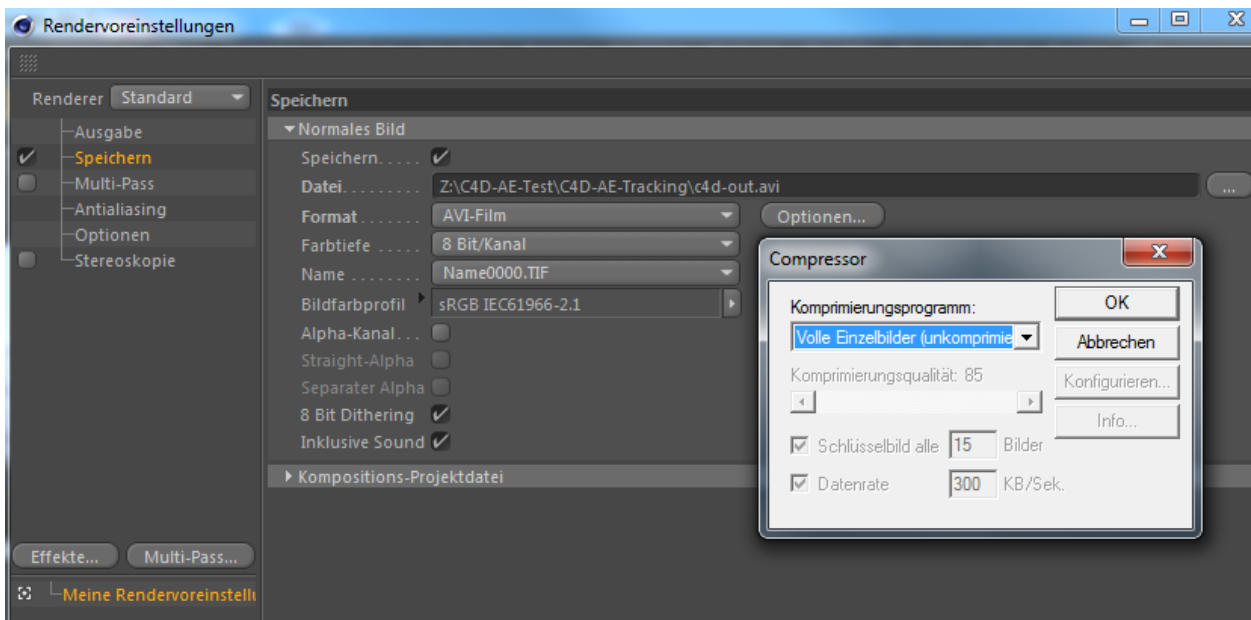 Rendervoreinstellungen
Renderer Standard
Ausgabe
Speichern
Multi-Pass
Antialiasing
Optionen
Stereoskopie
Effekte... Multi-Pass...
Meine Rendervoreinstellu
Speichern
Normales Bild
Speichern.....
Datei......... Z:\C4D-AE-Test\C4D-AE-Tracking\c4d-out.avi ...
Format....... AVI-Film Optionen...
Farbtiefe ..... 8 Bit/Kanal
Name ........ Name0000.TIF
Bildfarbprofil sRGB IEC61966-2.1
Alpha-Kanal...
Straight-Alpha
Separater Alpha
8 Bit Dithering
Inklusive Sound
Kompositions-Projektdatei
Compressor
Komprimierungsprogramm:
Volle Einzelbilder (unkomprimie
Komprimierungsqualität: 85
Schlüsselbild alle 15 Bilder
Datenrate 300 KB/Sek.
OK
Abbrechen
Konfigurieren...
Info...